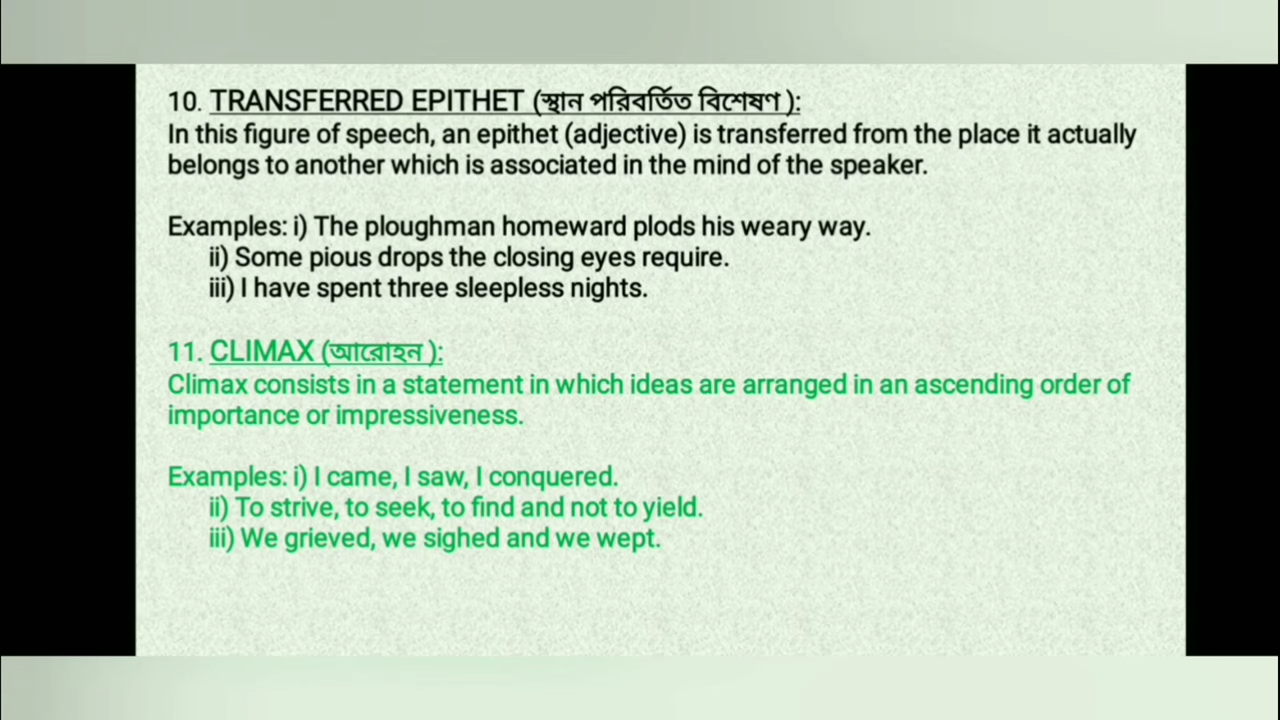 10. TRANSFERRED EPITHET (স্থান পরিবর্তিত বিশেষণ ):
In this figure of speech, an epithet (adjective) is transferred from the place it actually
belongs to another which is associated in the mind of the speaker.
Examples: i) The ploughman homeward plods his weary way.
ii) Some pious drops the closing eyes require.
iii) I have spent three sleepless nights.
11. CLIMAX (আরোহন ):
Climax consists in a statement in which ideas are arranged in an ascending order of
importance or impressiveness.
Examples: i) I came, I saw, I conquered.
ii) To strive, to seek, to find and not to yield.
iii) We grieved, we sighed and we wept.